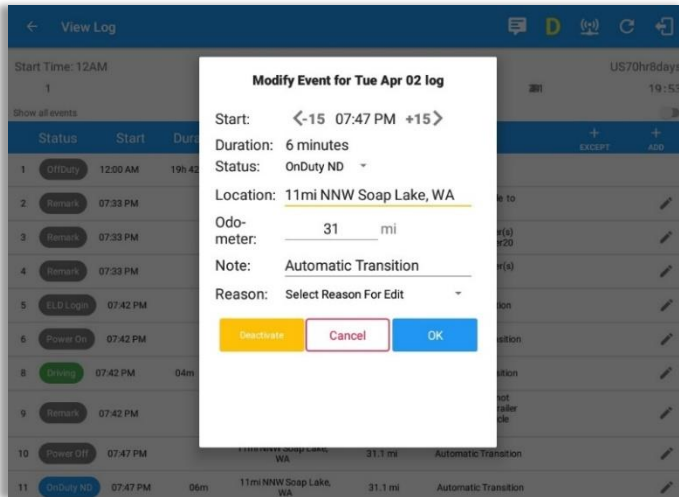 View Log
D
Start Time: 12AM
US70hr8days
1
19:53
Show all events
Status Start Dura
EXCEPT ADD
Modify Event for Tue Apr 02 log
Start: -15 07:47 PM +15
Duration: 6 minutes
Status: OnDuty ND
Location: 11mi NNW Soap Lake, WA
Odo-
meter: 31 mi
Note: Automatic Transition
Reason: Select Reason For Edit
Deactivate Cancel OK
1 OffDuty 12:00 AM 19h 42
2 Remark 07:33 PM
3 Remark 07:33 PM
4 Remark 07:33 PM
5 ELD Login 07:42 PM
6 Power On 07:42 PM
8 Driving 07:42 PM 04m
9 Remark 07:42 PM
10 Power Off 07:47 PM 11mi NNW Soap Lake, WA 31.1 mi Automatic Transition
11 OnDuty ND 07:47 PM 06m 11mi NNW Soap Lake, WA 31.1 mi Automatic Transition